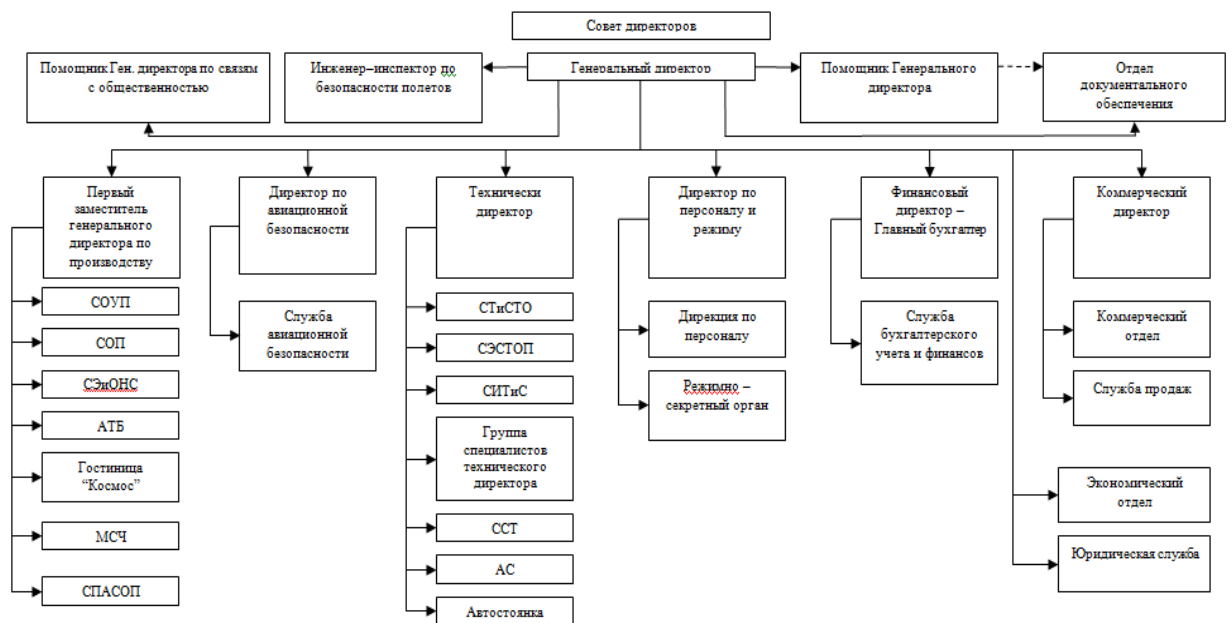 Совет директоров
Помощник Ген. директора по связям
с общественностью
Инженер–инспектор по
безопасности полетов
Генеральный директор
Помощник Генерального
директора
Отдел
документального
обеспечения
Первый
заместитель
генерального
директора по
производству
Директор по
авиационной
безопасности
Технически
директор
Директор по
персоналу и
режиму
Финансовый
директор –
Главный бухгалтер
Коммерческий
директор
СОУП
СОП
СЭиОНС
АТБ
Гостиница
“Космос”
МСЧ
СПАСОП
Служба
авиационной
безопасности
СТиСТО
СЭСТОП
СИТиС
Группа
специалистов
технического
директора
ССТ
АС
Автостоянка
Дирекция по
персоналу
Режимно –
секретный орган
Служба
бухгалтерского
учета и финансов
Коммерческий
отдел
Служба продаж
Экономический
отдел
Юридическая служба